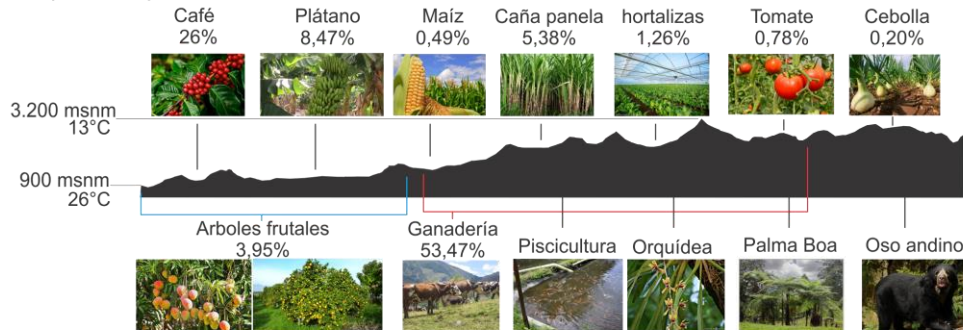 Café
26%
Plátano
8,47%
Maíz
0,49%
Caña panela
5,38%
hortalizas
1,26%
Tomate
0,78%
Cebolla
0,20%
3.200 msnm
13°C
900 msnm
26°C
Arboles frutales
3,95%
Ganadería
53,47%
Piscicultura
Orquídea
Palma Boa
Oso andino